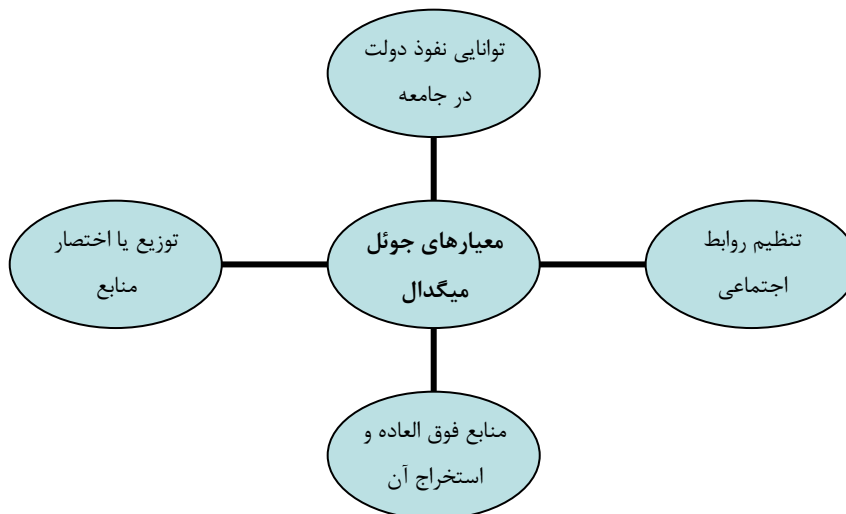 توانایی نفوذ دولت
در جامعه
تنظیم روابط
اجتماعی
معیارهای جوئل
میگدال
توزیع یا اختصار
منابع
منابع فوق العاده و
استخراج آن